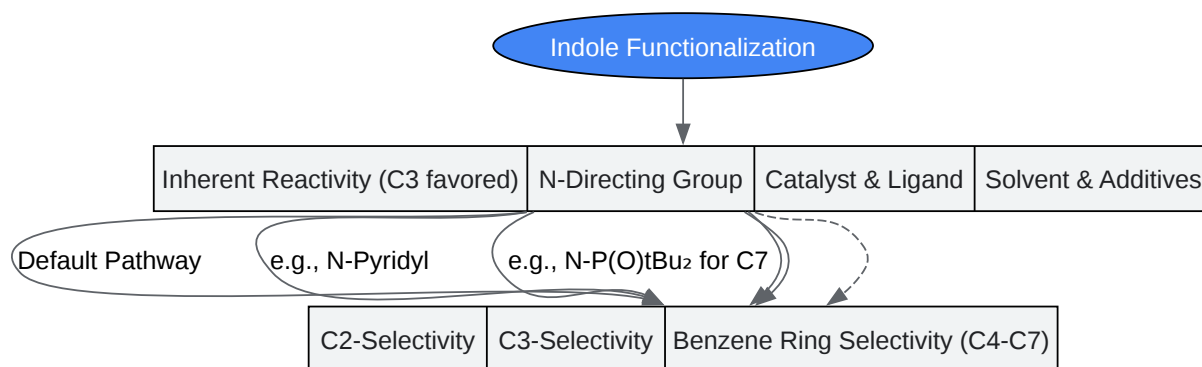 Indole Functionalization
Inherent Reactivity (C3 favored)
N-Directing Group
Catalyst & Ligand
Solvent & Additives
Default Pathway
e.g., N-Pyridyl
e.g., N-P(O)tBu₂ for C7
C2-Selectivity
C3-Selectivity
Benzene Ring Selectivity (C4-C7)